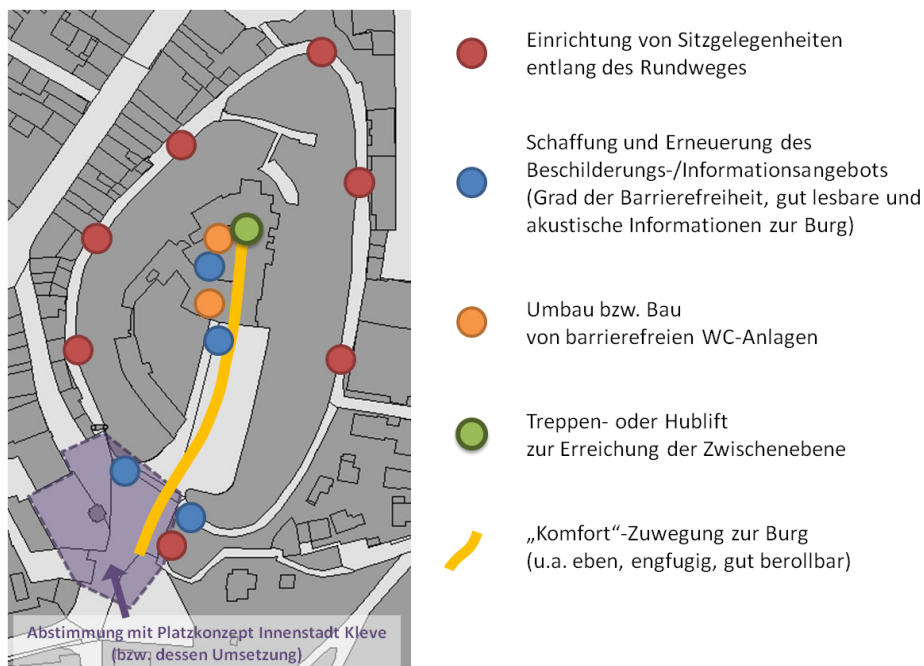 Einrichtung von Sitzgelegenheiten
entlang des Rundweges
Schaffung und Erneuerung des
Beschilderungs-/Informationsangebots
(Grad der Barrierefreiheit, gut lesbare und
akustische Informationen zur Burg)
Umbau bzw. Bau
von barrierefreien WC-Anlagen
Treppen- oder Hublift
zur Erreichung der Zwischenebene
„Komfort“-Zuwegung zur Burg
(u.a. eben, engfugig, gut berollbar)
Abstimmung mit Platzkonzept Innenstadt Kleve
(bzw. dessen Umsetzung)